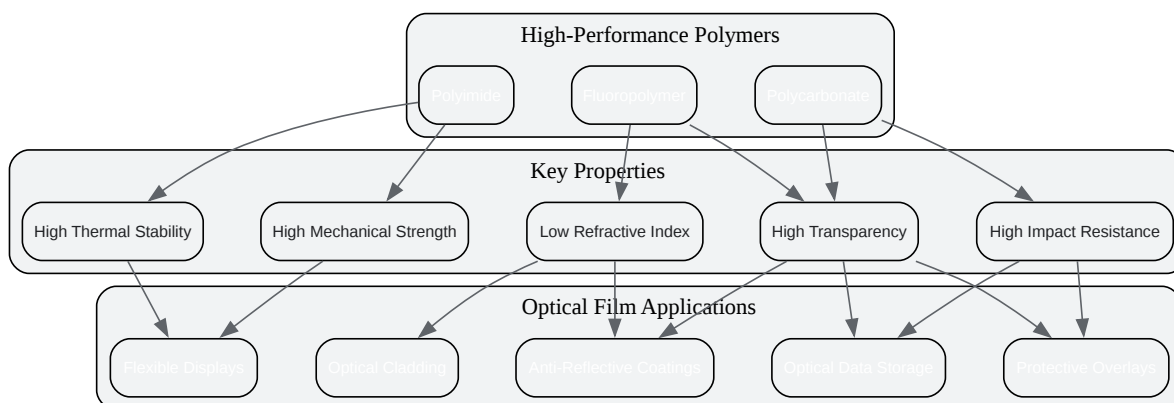 High-Performance Polymers
Polyimide
Fluoropolymer
Polycarbonate
Key Properties
High Thermal Stability
High Mechanical Strength
Low Refractive Index
High Transparency
High Impact Resistance
Optical Film Applications
Flexible Displays
Optical Cladding
Anti-Reflective Coatings
Optical Data Storage
Protective Overlays